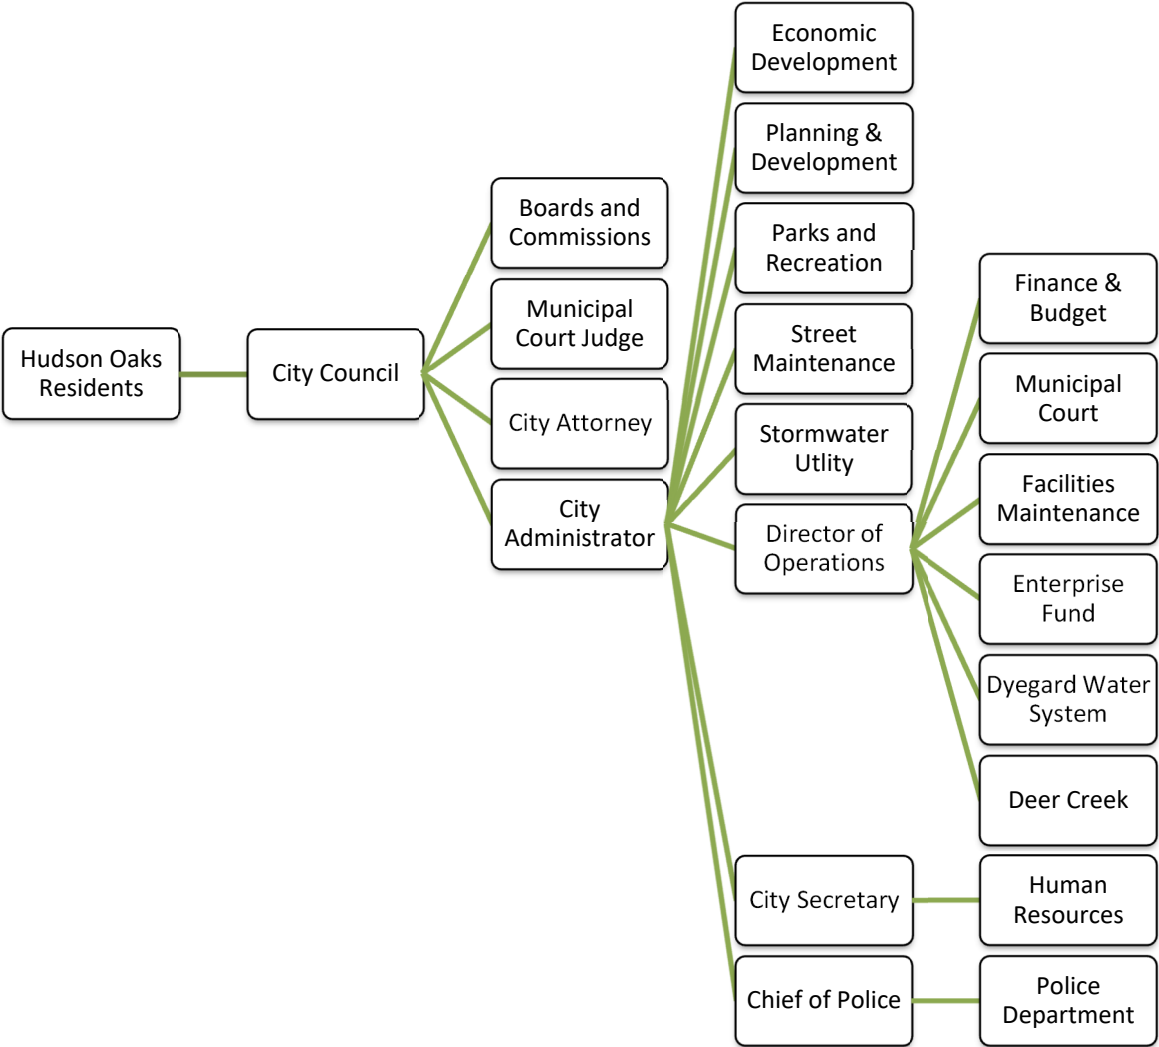 Hudson Oaks
Residents
City Council
Boards and
Commissions
Municipal
Court Judge
City Attorney
City
Administrator
Economic
Development
Planning &
Development
Parks and
Recreation
Street
Maintenance
Stormwater
Utlity
Director of
Operations
Finance &
Budget
Municipal
Court
Facilities
Maintenance
Enterprise
Fund
Dyegard Water
System
Deer Creek
City Secretary
Human
Resources
Chief of Police
Police
Department